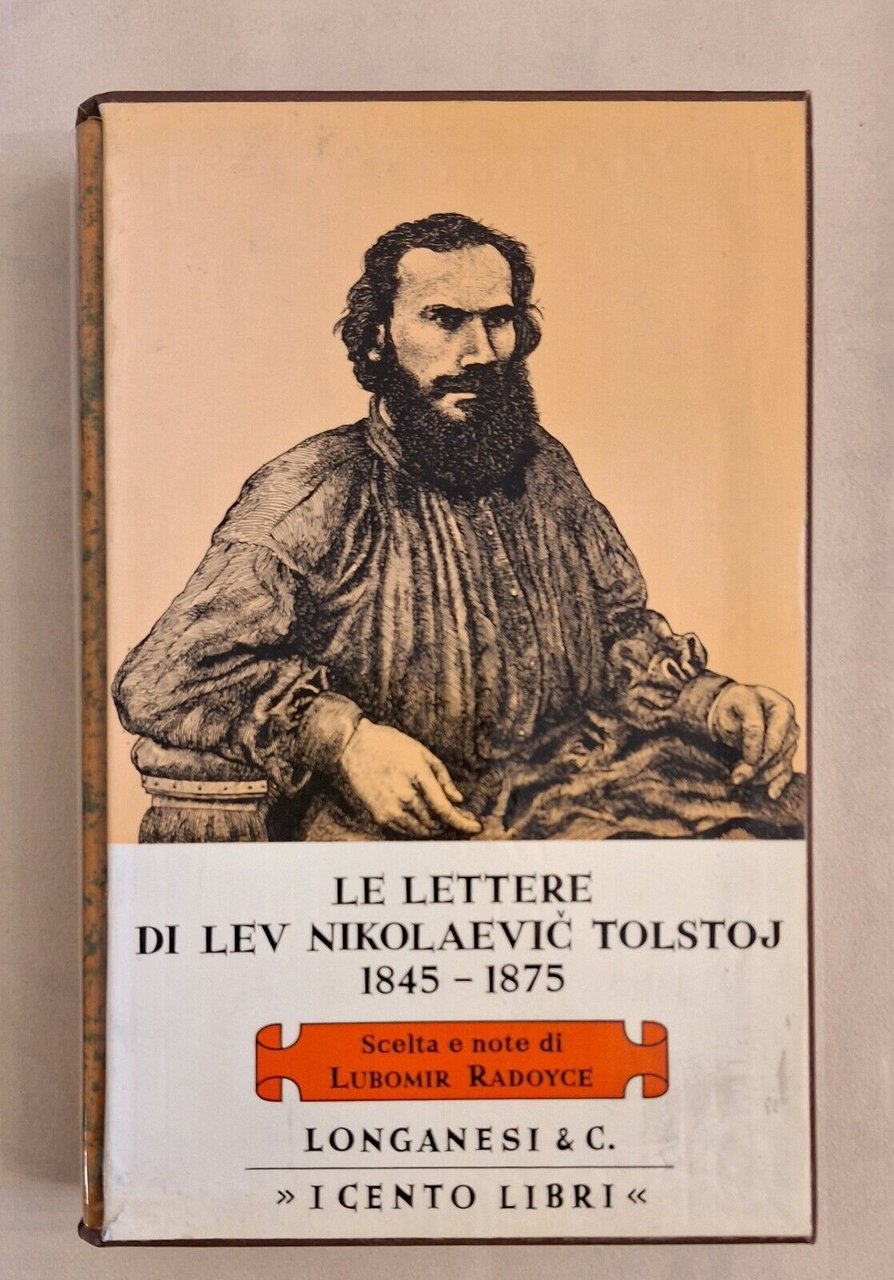 LE LETTERE
DI LEV NIKOLAEVIČ TOLSTOJ
1845 – 1875
Scelta e note di
LUBOMIR RADOYCE
LONGANESI & C.
» I CENTO LIBRI «